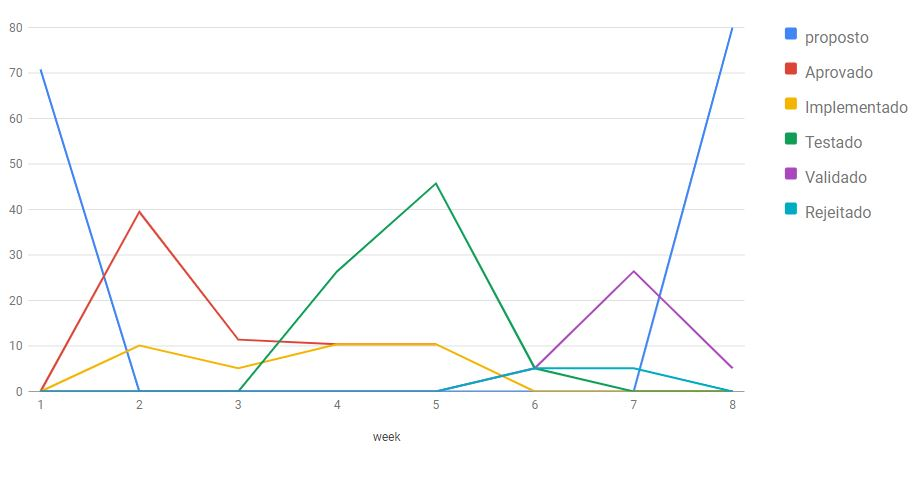 80
70
60
50
40
30
20
10
0
1 2 3 4 5 6 7 8
week
proposto
Aprovado
Implementado
Testado
Validado
Rejeitado